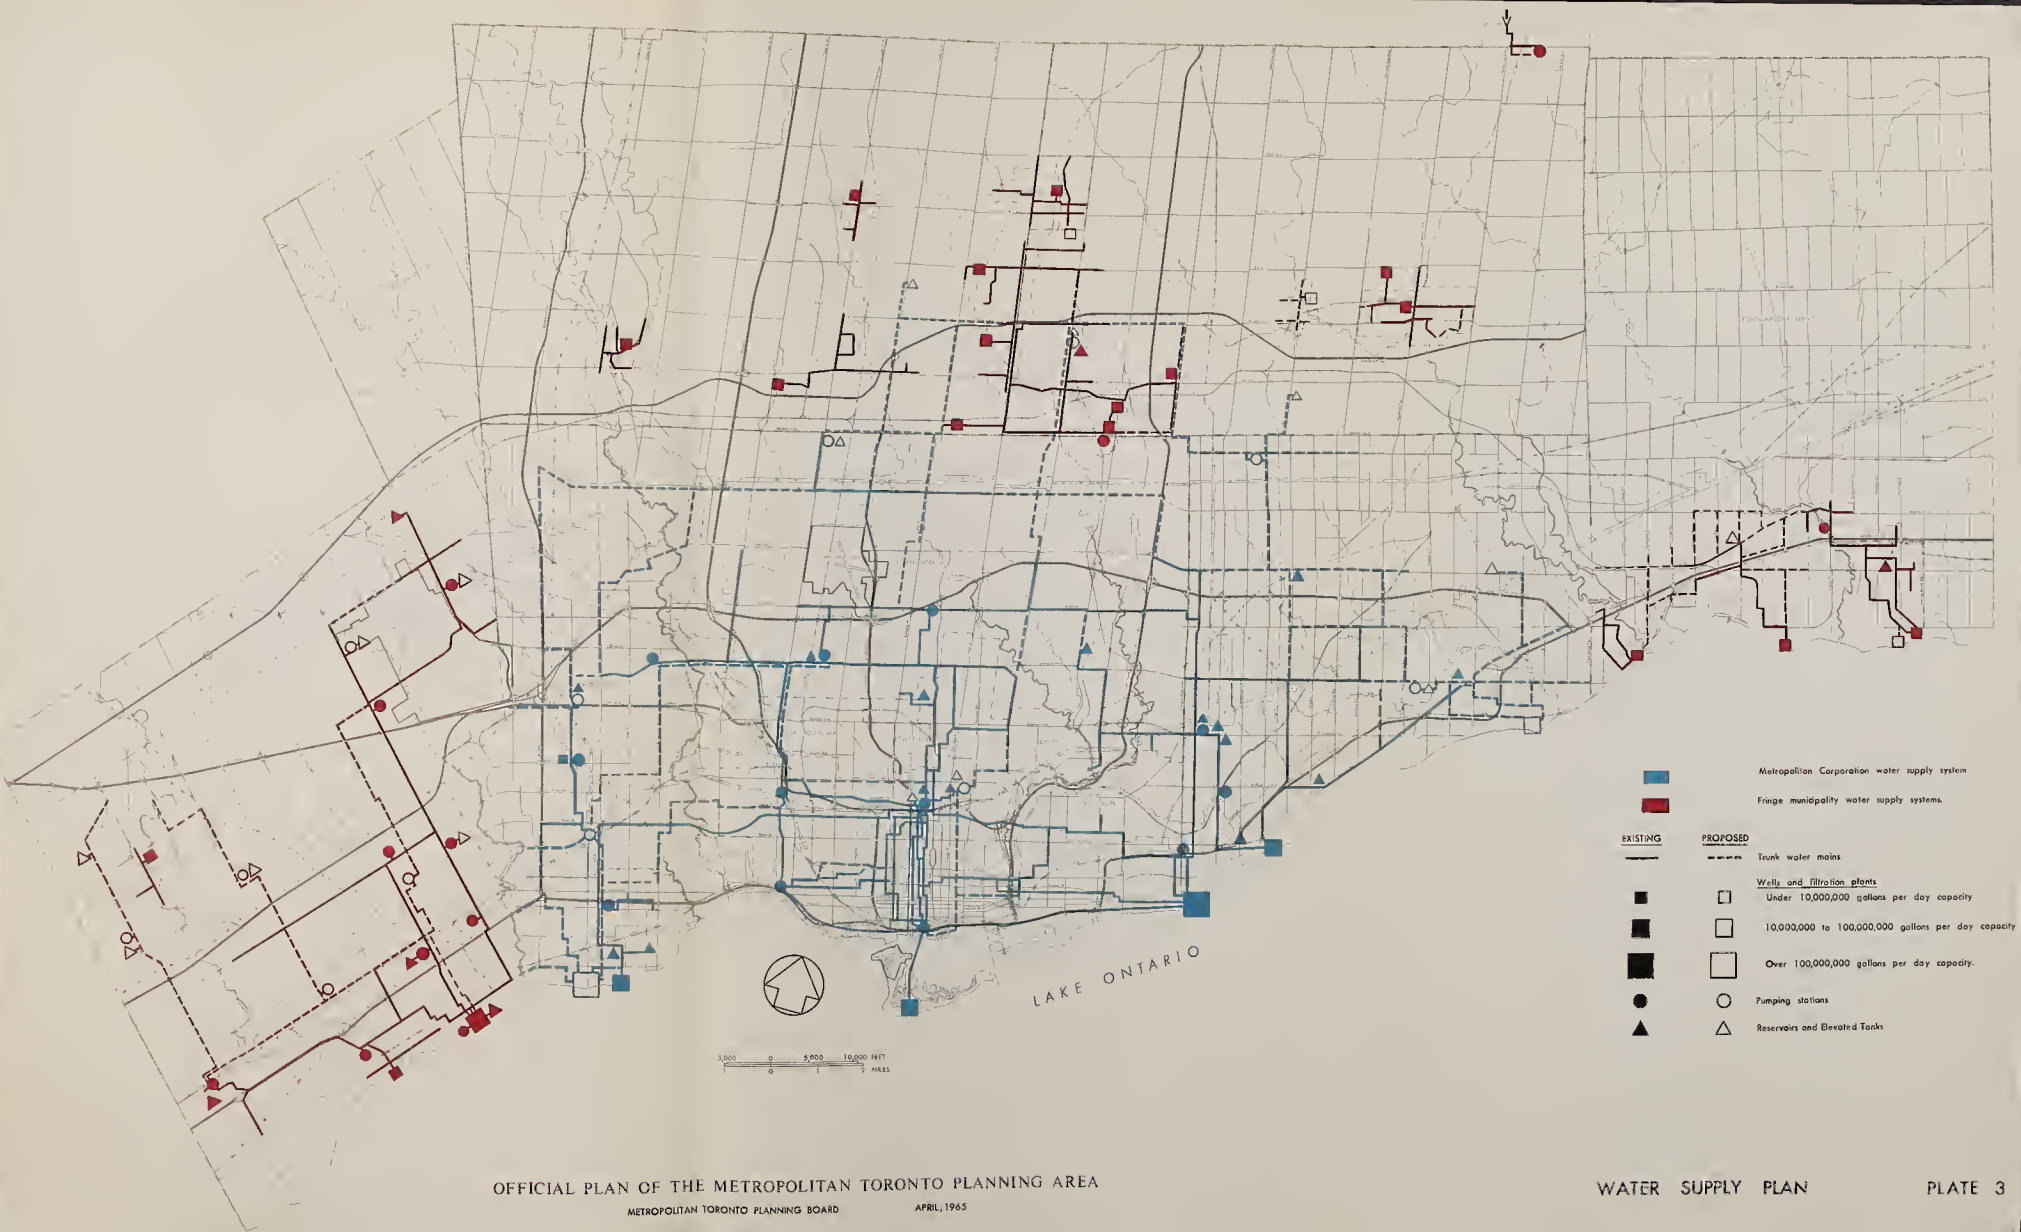 Metropolitan Corporation water supply system
Fringe municipality water supply systems.
EXISTING PROPOSED
Trunk water mains
Wells and filtration plants
Under 10,000,000 gallons per day capacity
10,000,000 to 100,000,000 gallons per day capacity
Over 100,000,000 gallons per day capacity.
Pumping stations
Reservoirs and Elevated Tanks
LAKE ONTARIO
5,000 0 5,000 10,000 FEET
1 0 1 2 MILES
OFFICIAL PLAN OF THE METROPOLITAN TORONTO PLANNING AREA
METROPOLITAN TORONTO PLANNING BOARD APRIL, 1965
WATER SUPPLY PLAN PLATE 3